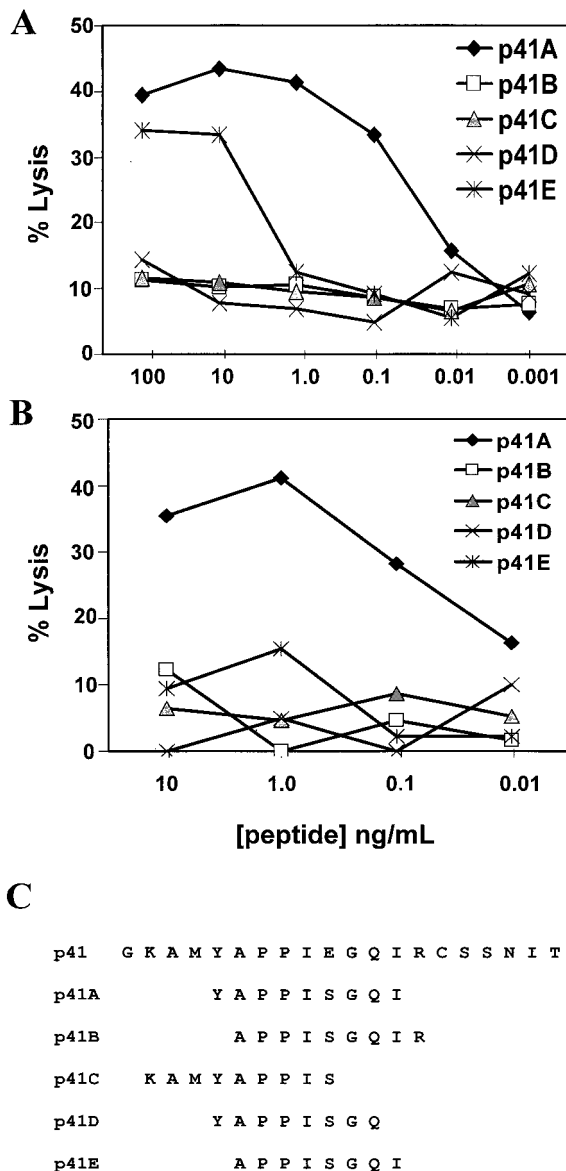 A
50
40
30
20
10
0
% Lysis
p41A
p41B
p41C
p41D
p41E
100 10 1.0 0.1 0.01 0.001
B
50
40
30
20
10
0
% Lysis
p41A
p41B
p41C
p41D
p41E
10 1.0 0.1 0.01
[peptide] ng/mL
C
p41 G K A M Y A P P I E G Q I R C S S N I T
p41A Y A P P I S G Q I
p41B A P P I S G Q I R
p41C K A M Y A P P I S
p41D Y A P P I S G Q
p41E A P P I S G Q I